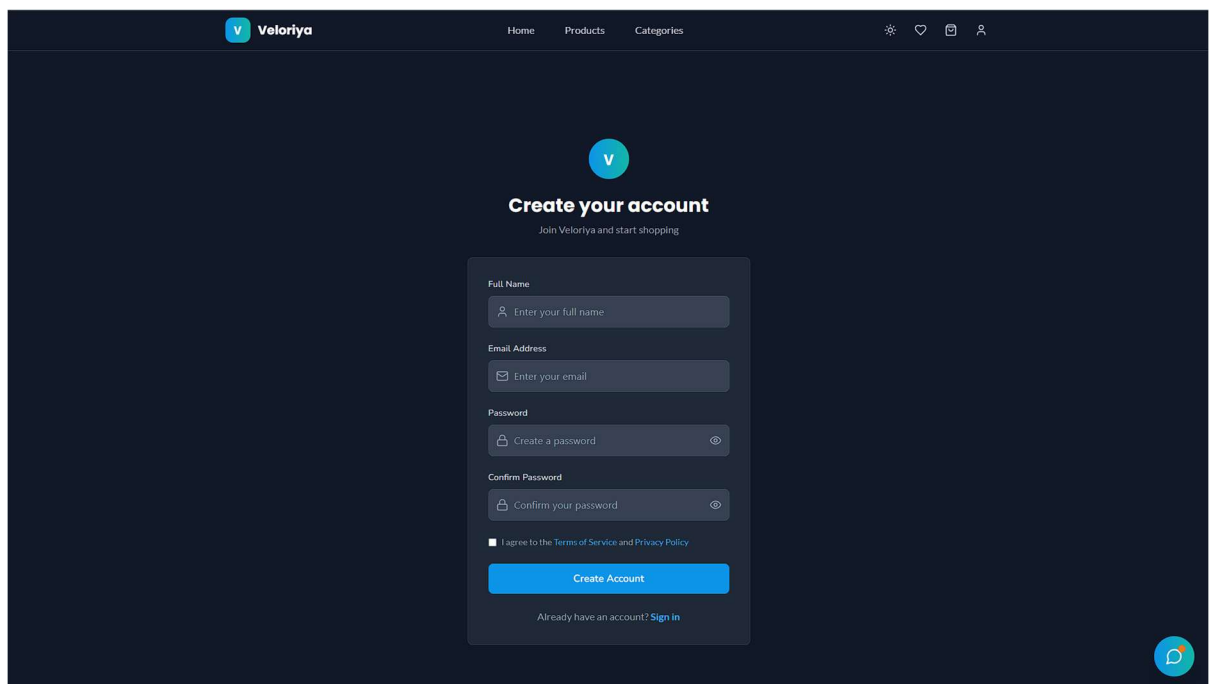 V Veloriya Home Products Categories
V
Create your account
Join Veloriya and start shopping
Full Name
Enter your full name
Email Address
Enter your email
Password
Create a password
Confirm Password
Confirm your password
I agree to the Terms of Service and Privacy Policy
Create Account
Already have an account? Sign in